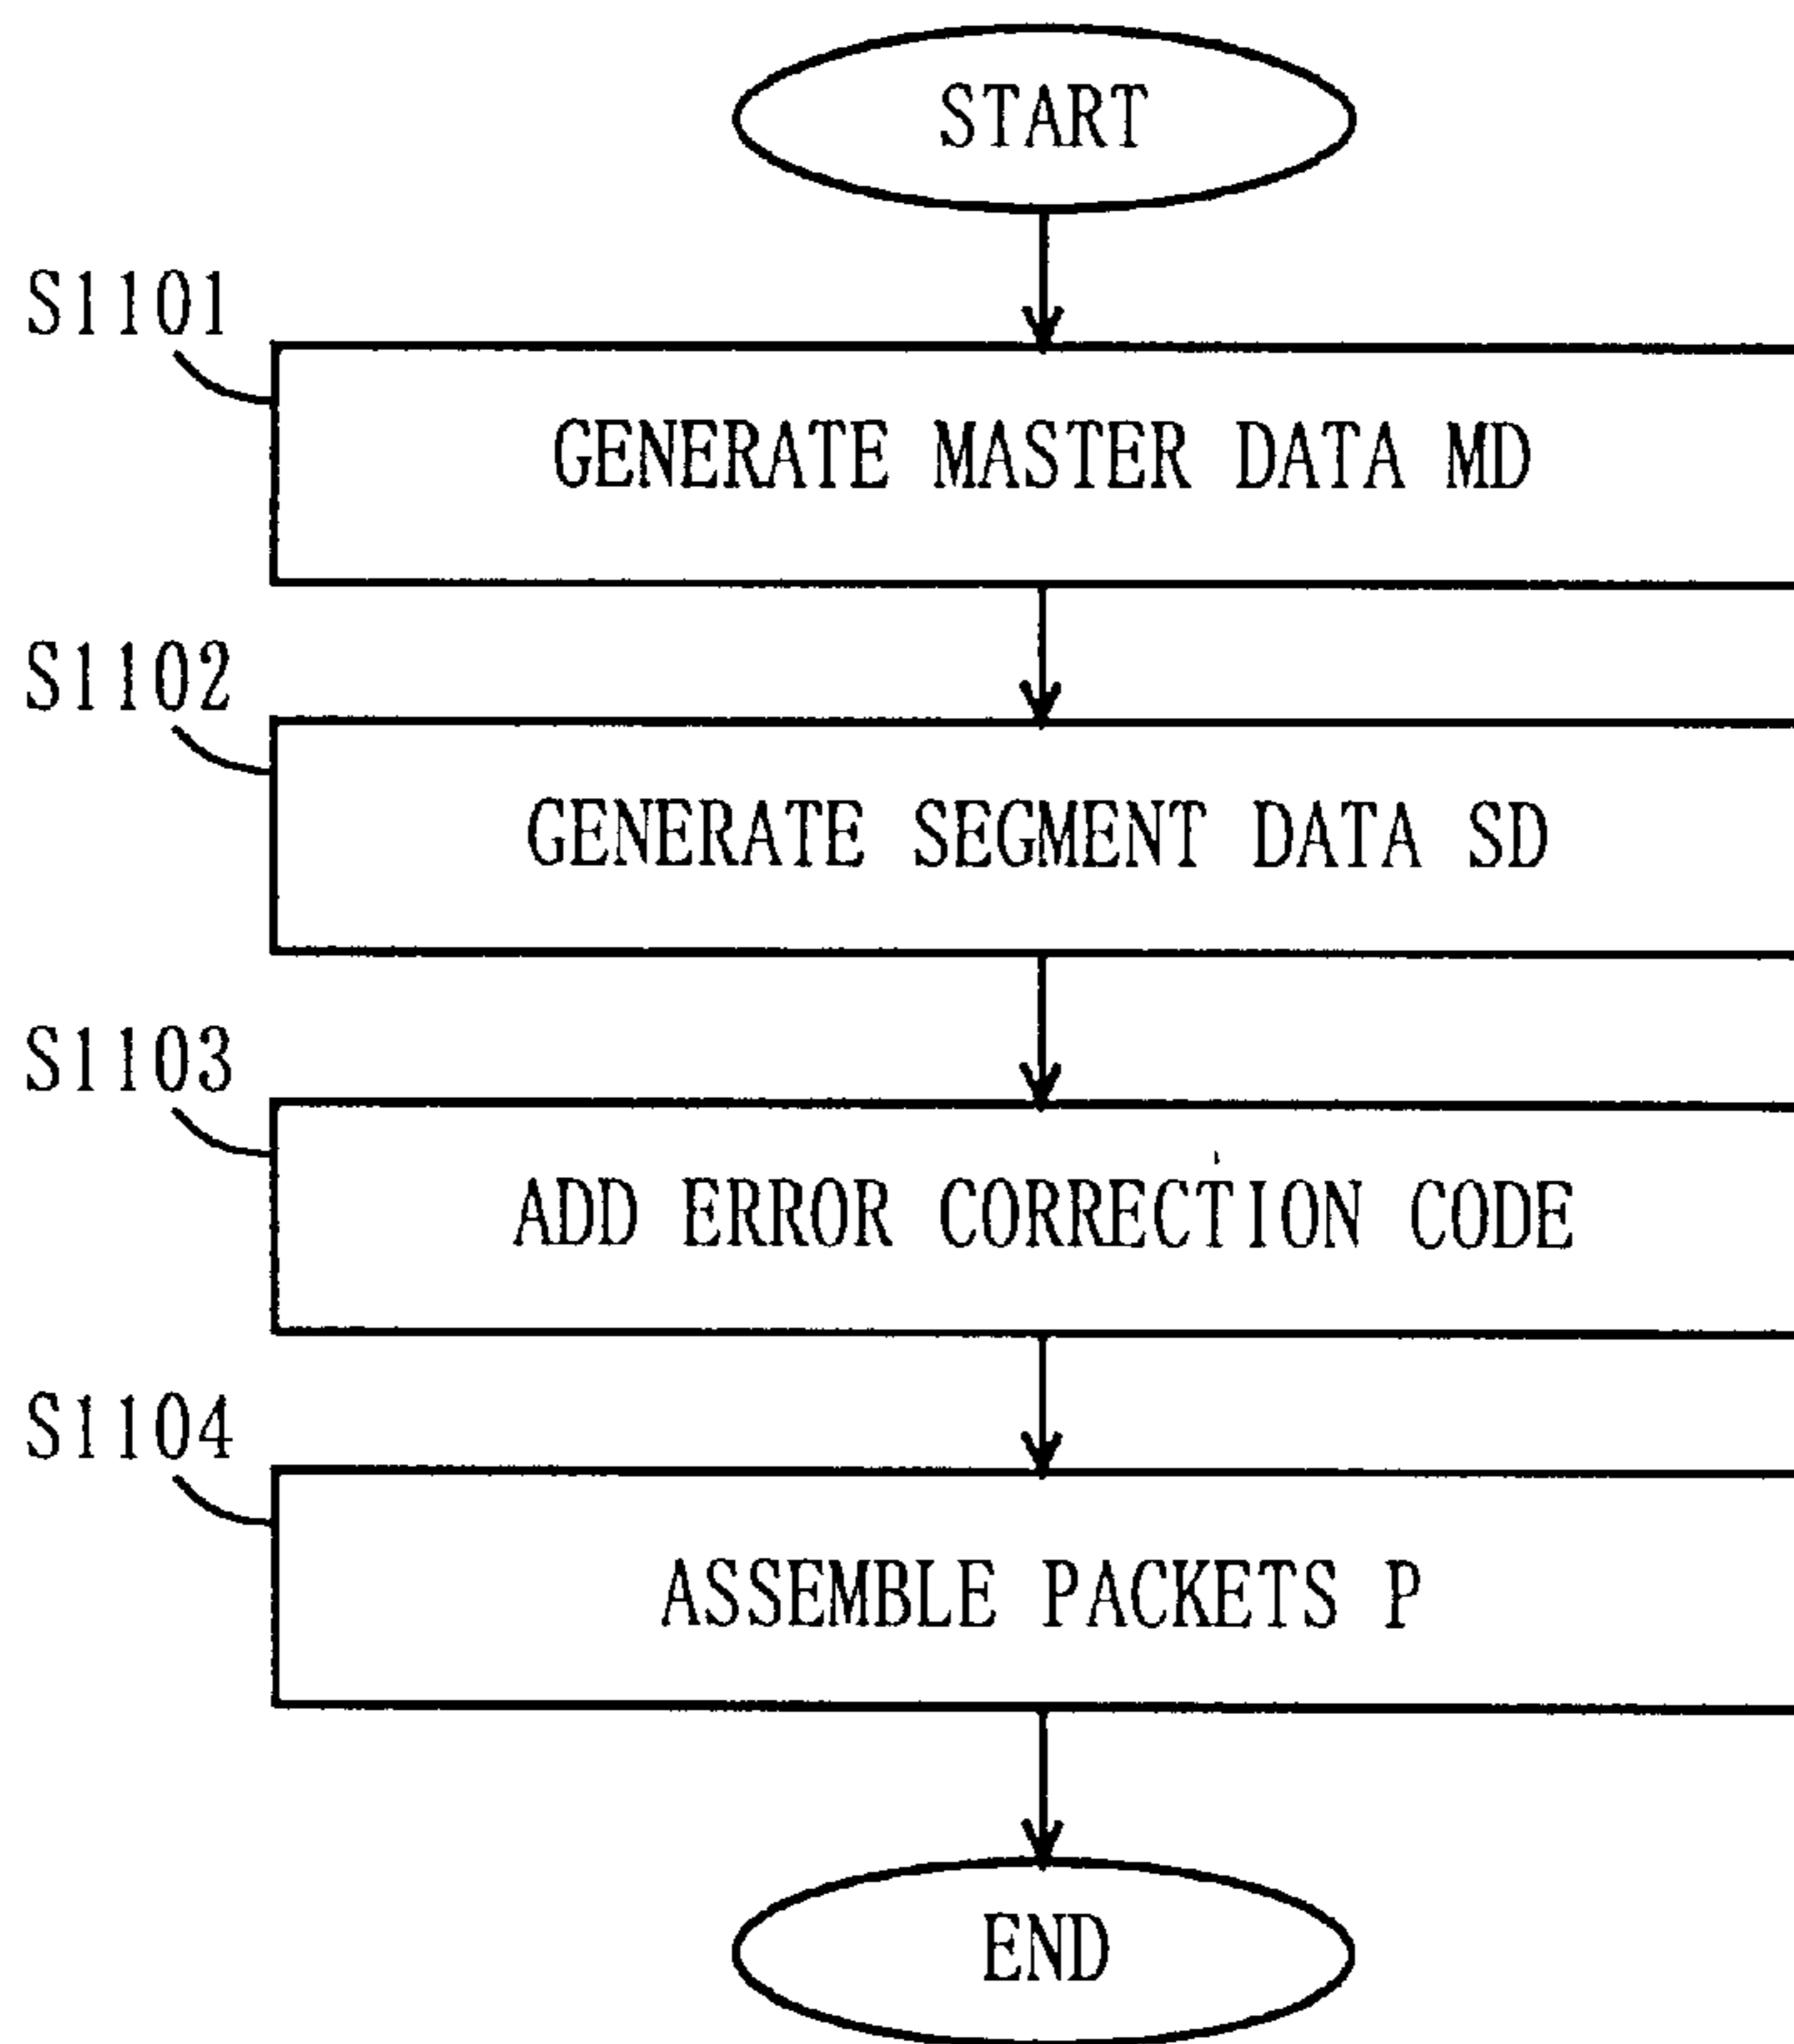 START
S1101
GENERATE MASTER DATA MD
S1102
GENERATE SEGMENT DATA SD
S1103
ADD ERROR CORRECTION CODE
S1104
ASSEMBLE PACKETS P
END